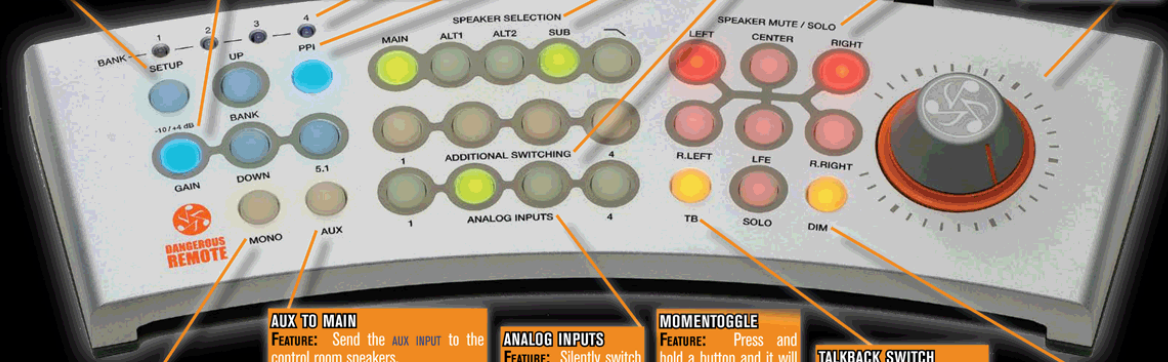 SPEAKER SELECTION
SPEAKER MUTE / SOLO
BANK 1 2 3 4
SETUP
UP
PPI
MAIN ALT1 ALT2 SUB
LEFT CENTER RIGHT
-10 / +4 dB
BANK
GAIN DOWN 5.1
1 ADDITIONAL SWITCHING 4
R.LEFT LFE R.RIGHT
MONO AUX
1 ANALOG INPUTS 4
TB SOLO DIM
DANGEROUS
REMOTE
AUX TO MAIN
FEATURE: Send the AUX INPUT to the
control room speakers.
ANALOG INPUTS
FEATURE: Silently switch
MOMENTOGGLE
FEATURE: Press and
hold a button and it will
TALKBACK SWITCH